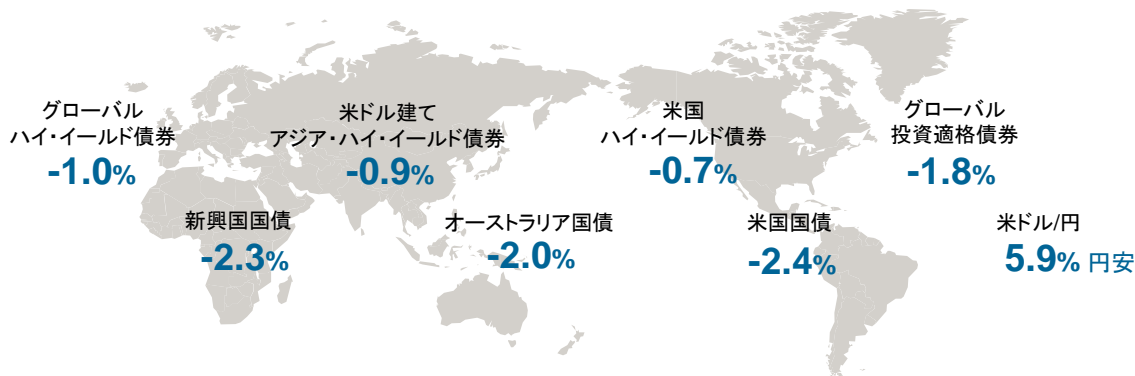 グローバル
ハイ・イールド債券
-1.0%
米ドル建て
アジア・ハイ・イールド債券
-0.9%
米国
ハイ・イールド債券
-0.7%
グローバル
投資適格債券
-1.8%
新興国国債
-2.3%
オーストラリア国債
-2.0%
米国国債
-2.4%
米ドル/円
5.9% 円安